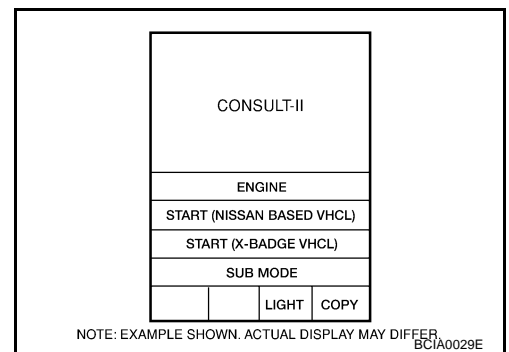 CONSULT-II
ENGINE
START (NISSAN BASED VHCL)
START (X-BADGE VHCL)
SUB MODE
LIGHT COPY
NOTE: EXAMPLE SHOWN. ACTUAL DISPLAY MAY DIFFER.
BCIA0029E